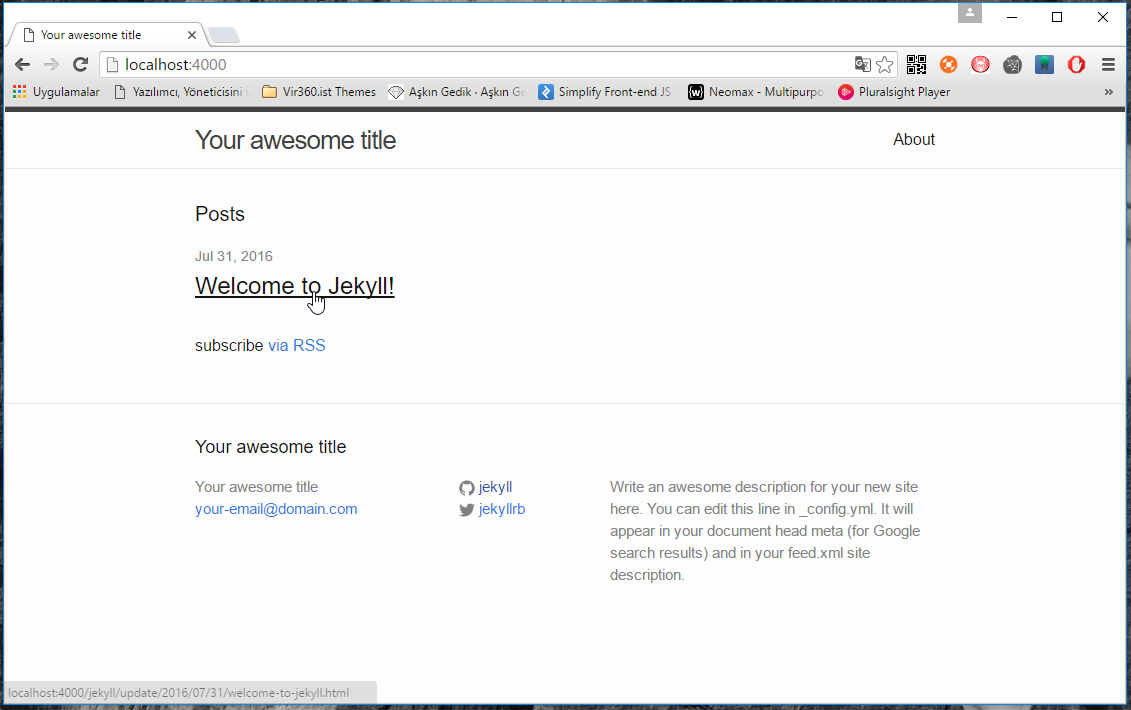 Your awesome title
localhost:4000
Uygulamalar
Yazılımcı, Yöneticisini
Vir360.ist Themes
Aşkın Gedik · Aşkın Ge
Simplify Front-end JS
Neomax - Multipurpo
Pluralsight Player
»
Your awesome title
About
Posts
Jul 31, 2016
Welcome to Jekyll!
subscribe via RSS
Your awesome title
Your awesome title
your-email@domain.com
jekyll
jekyllrb
Write an awesome description for your new site
here. You can edit this line in _config.yml. It will
appear in your document head meta (for Google
search results) and in your feed.xml site
description.
localhost:4000/jekyll/update/2016/07/31/welcome-to-jekyll.html